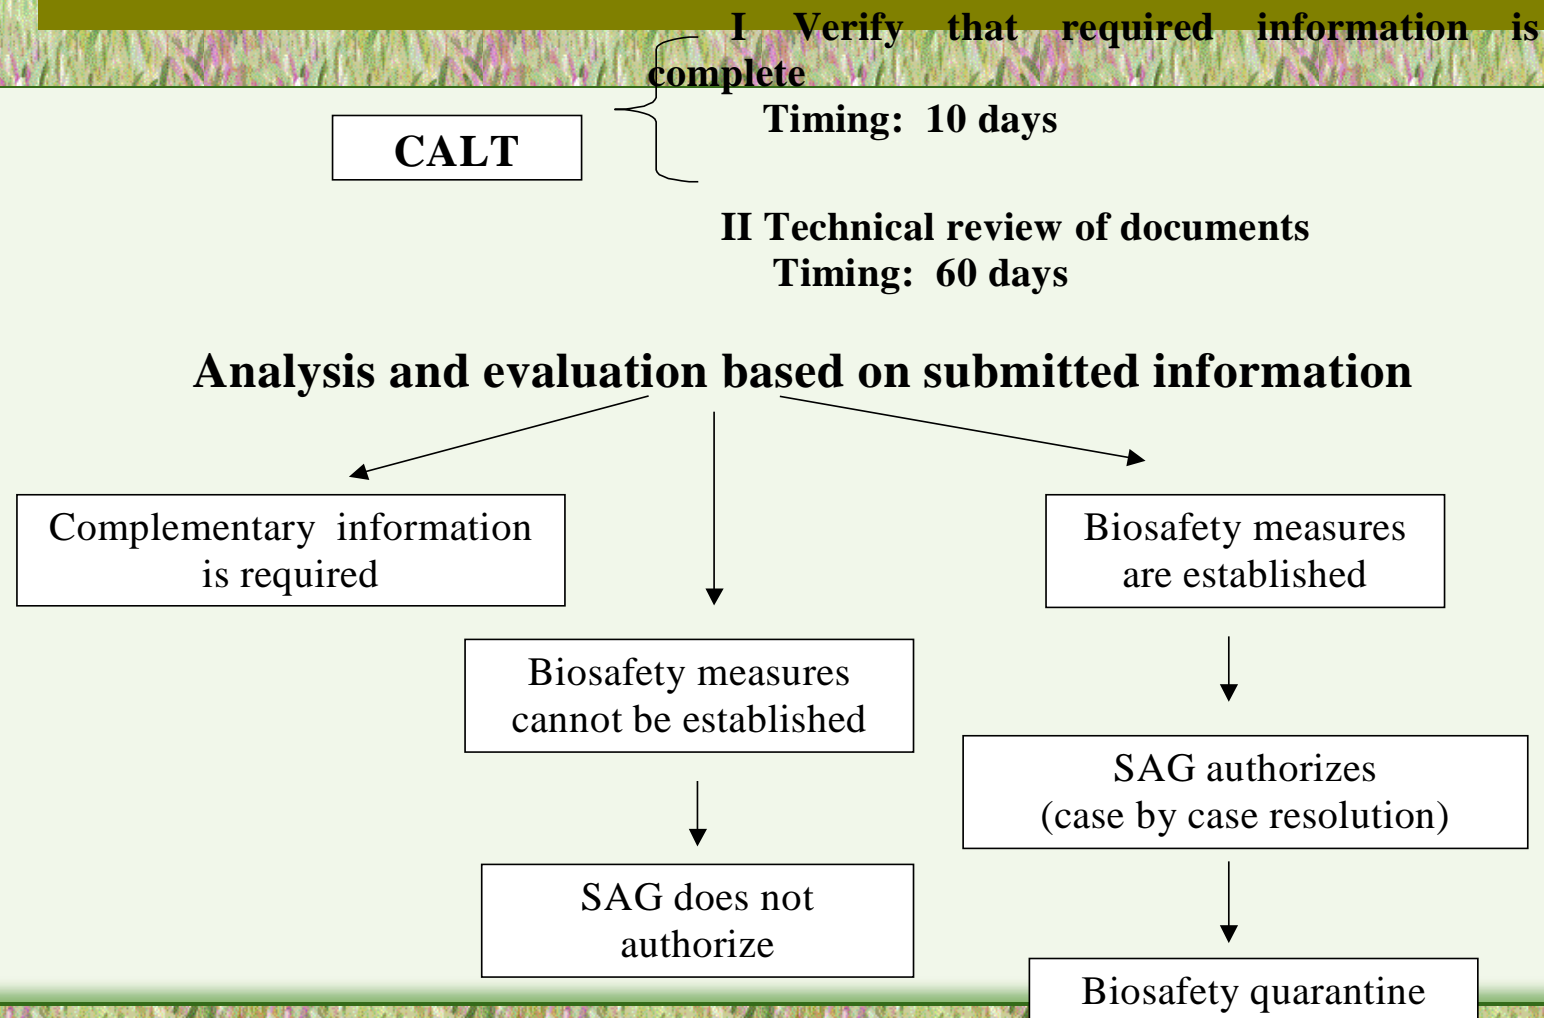 I Verify that required information is
complete
Timing: 10 days
CALT
II Technical review of documents
Timing: 60 days
Analysis and evaluation based on submitted information
Complementary information
is required
Biosafety measures
are established
Biosafety measures
cannot be established
SAG authorizes
(case by case resolution)
SAG does not
authorize
Biosafety quarantine